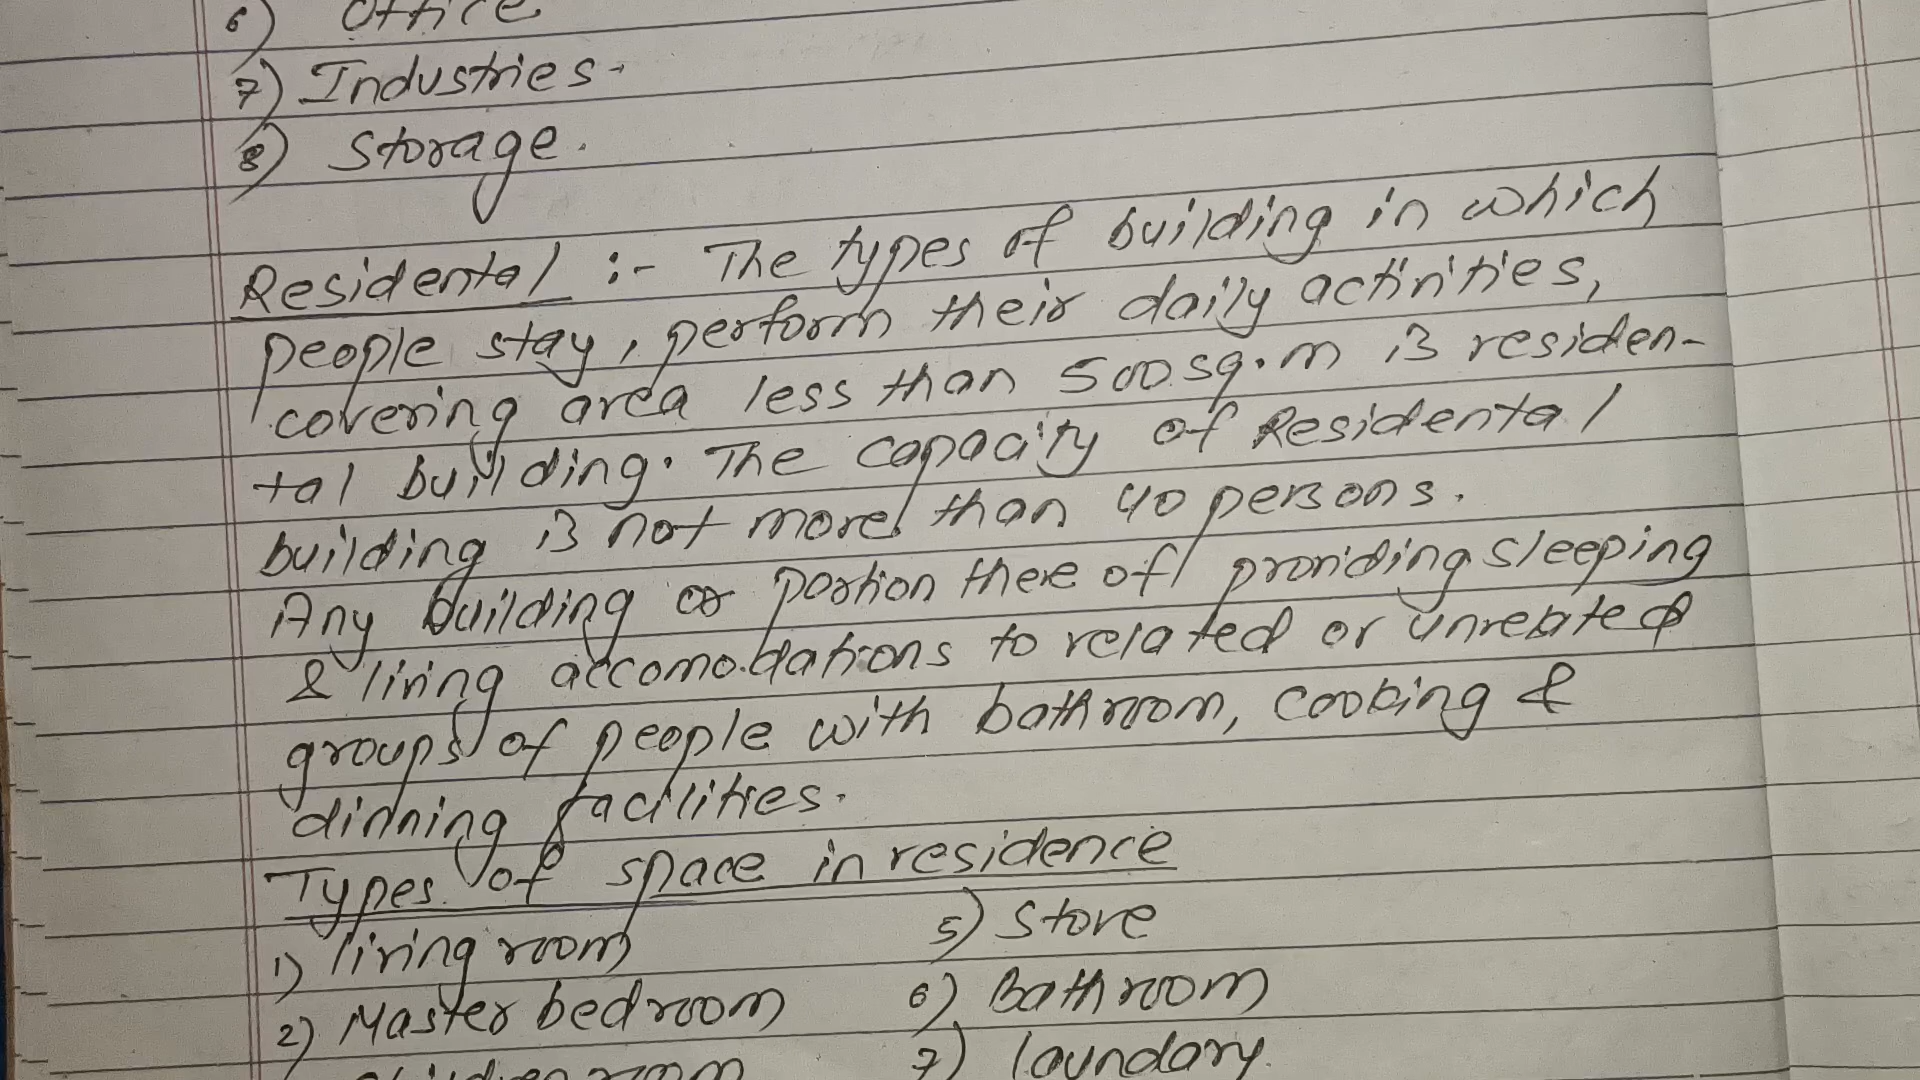 6) Office
7) Industries.
8) Storage.
Residental :- The types of building in which
people stay, perform their daily activities,
covering area less than 500 sq.m is residen-
tal building. The capacity of Residental
building is not more than 40 persons.
Any building or portion there of providing sleeping
& living accomodations to related or unrelated
groups of people with bathroom, cooking &
dinning facilities.
Types of space in residence
1) living room
5) Store
2) Master bedroom
6) Bathroom
Children room
7) laundary.